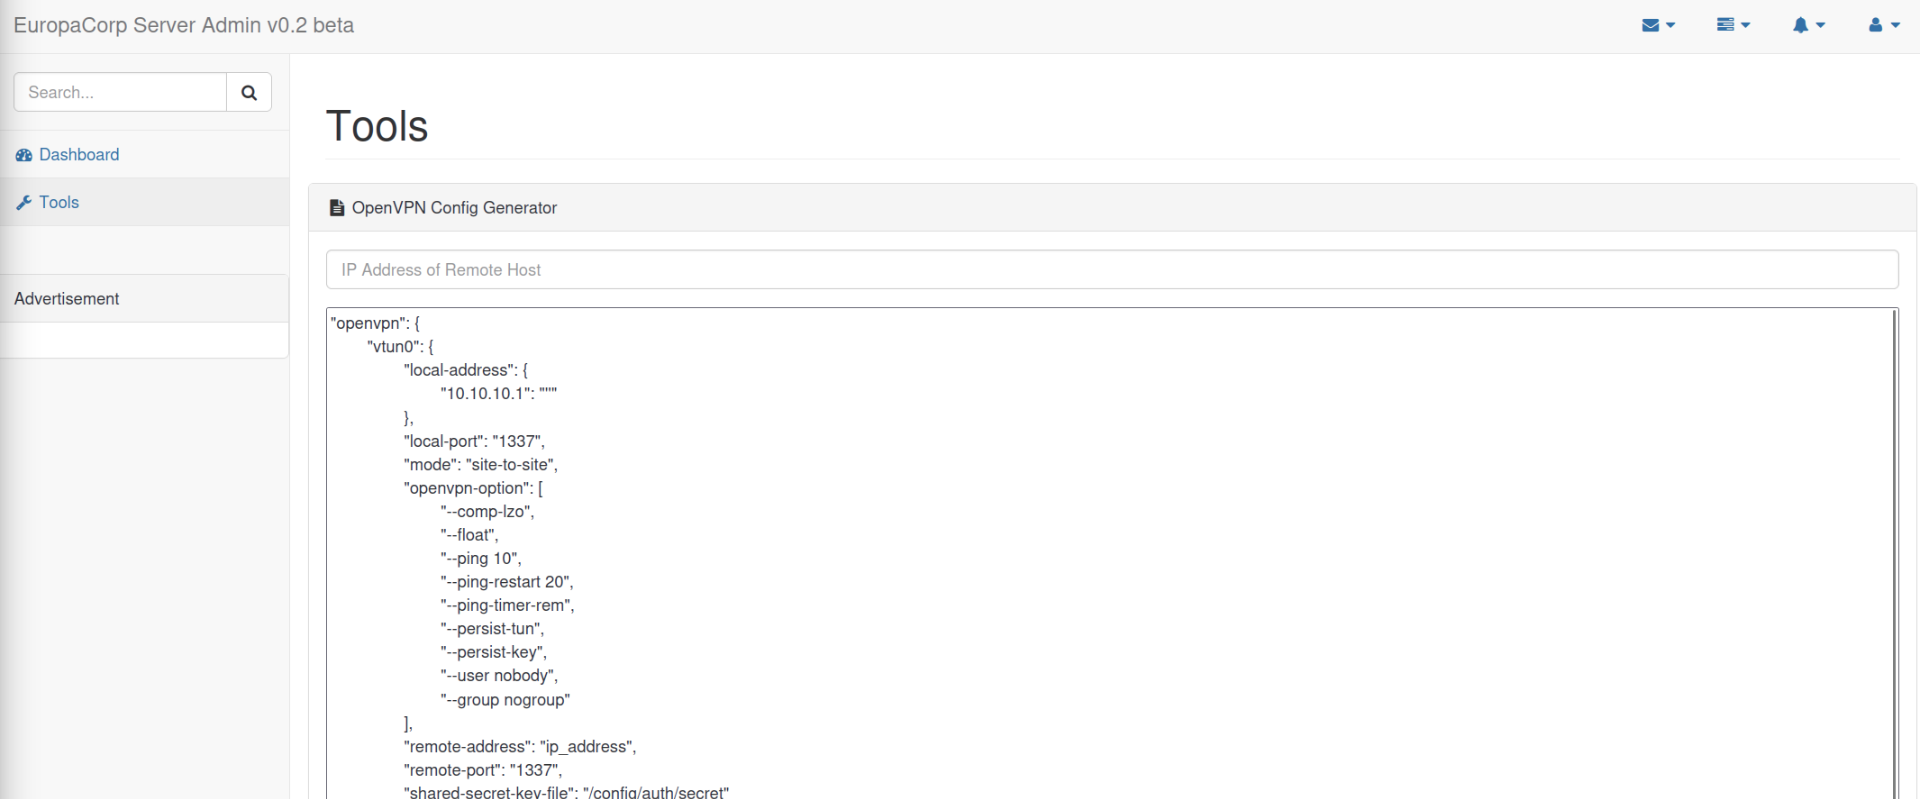 EuropaCorp Server Admin v0.2 beta
Search...
Dashboard
Tools
Advertisement
Tools
OpenVPN Config Generator
IP Address of Remote Host
"openvpn": {
"vtun0": {
"local-address": {
"10.10.10.1": """"
},
"local-port": "1337",
"mode": "site-to-site",
"openvpn-option": [
"--comp-lzo",
"--float",
"--ping 10",
"--ping-restart 20",
"--ping-timer-rem",
"--persist-tun",
"--persist-key",
"--user nobody",
"--group nogroup"
],
"remote-address": "ip_address",
"remote-port": "1337",
"shared-secret-key-file": "/config/auth/secret"